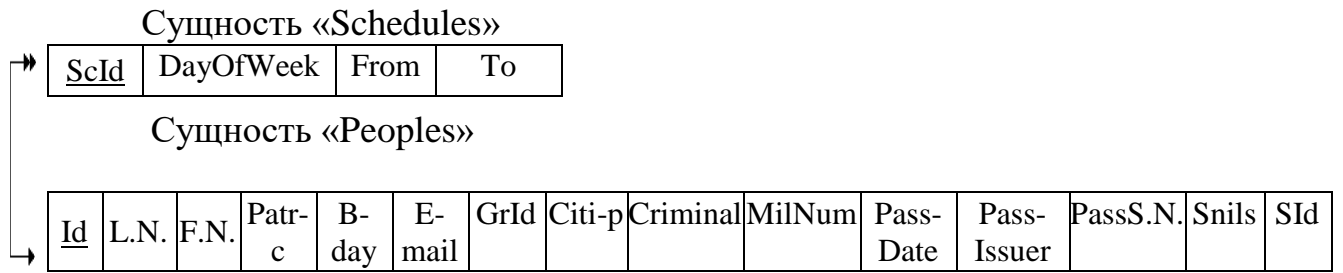 Сущность «Schedules»
ScId DayOfWeek From To
Сущность «Peoples»
Id L.N. F.N. Patr-c B-day E-mail GrId Citi-p Criminal MilNum Pass-Date Pass-Issuer PassS.N. Snils SId